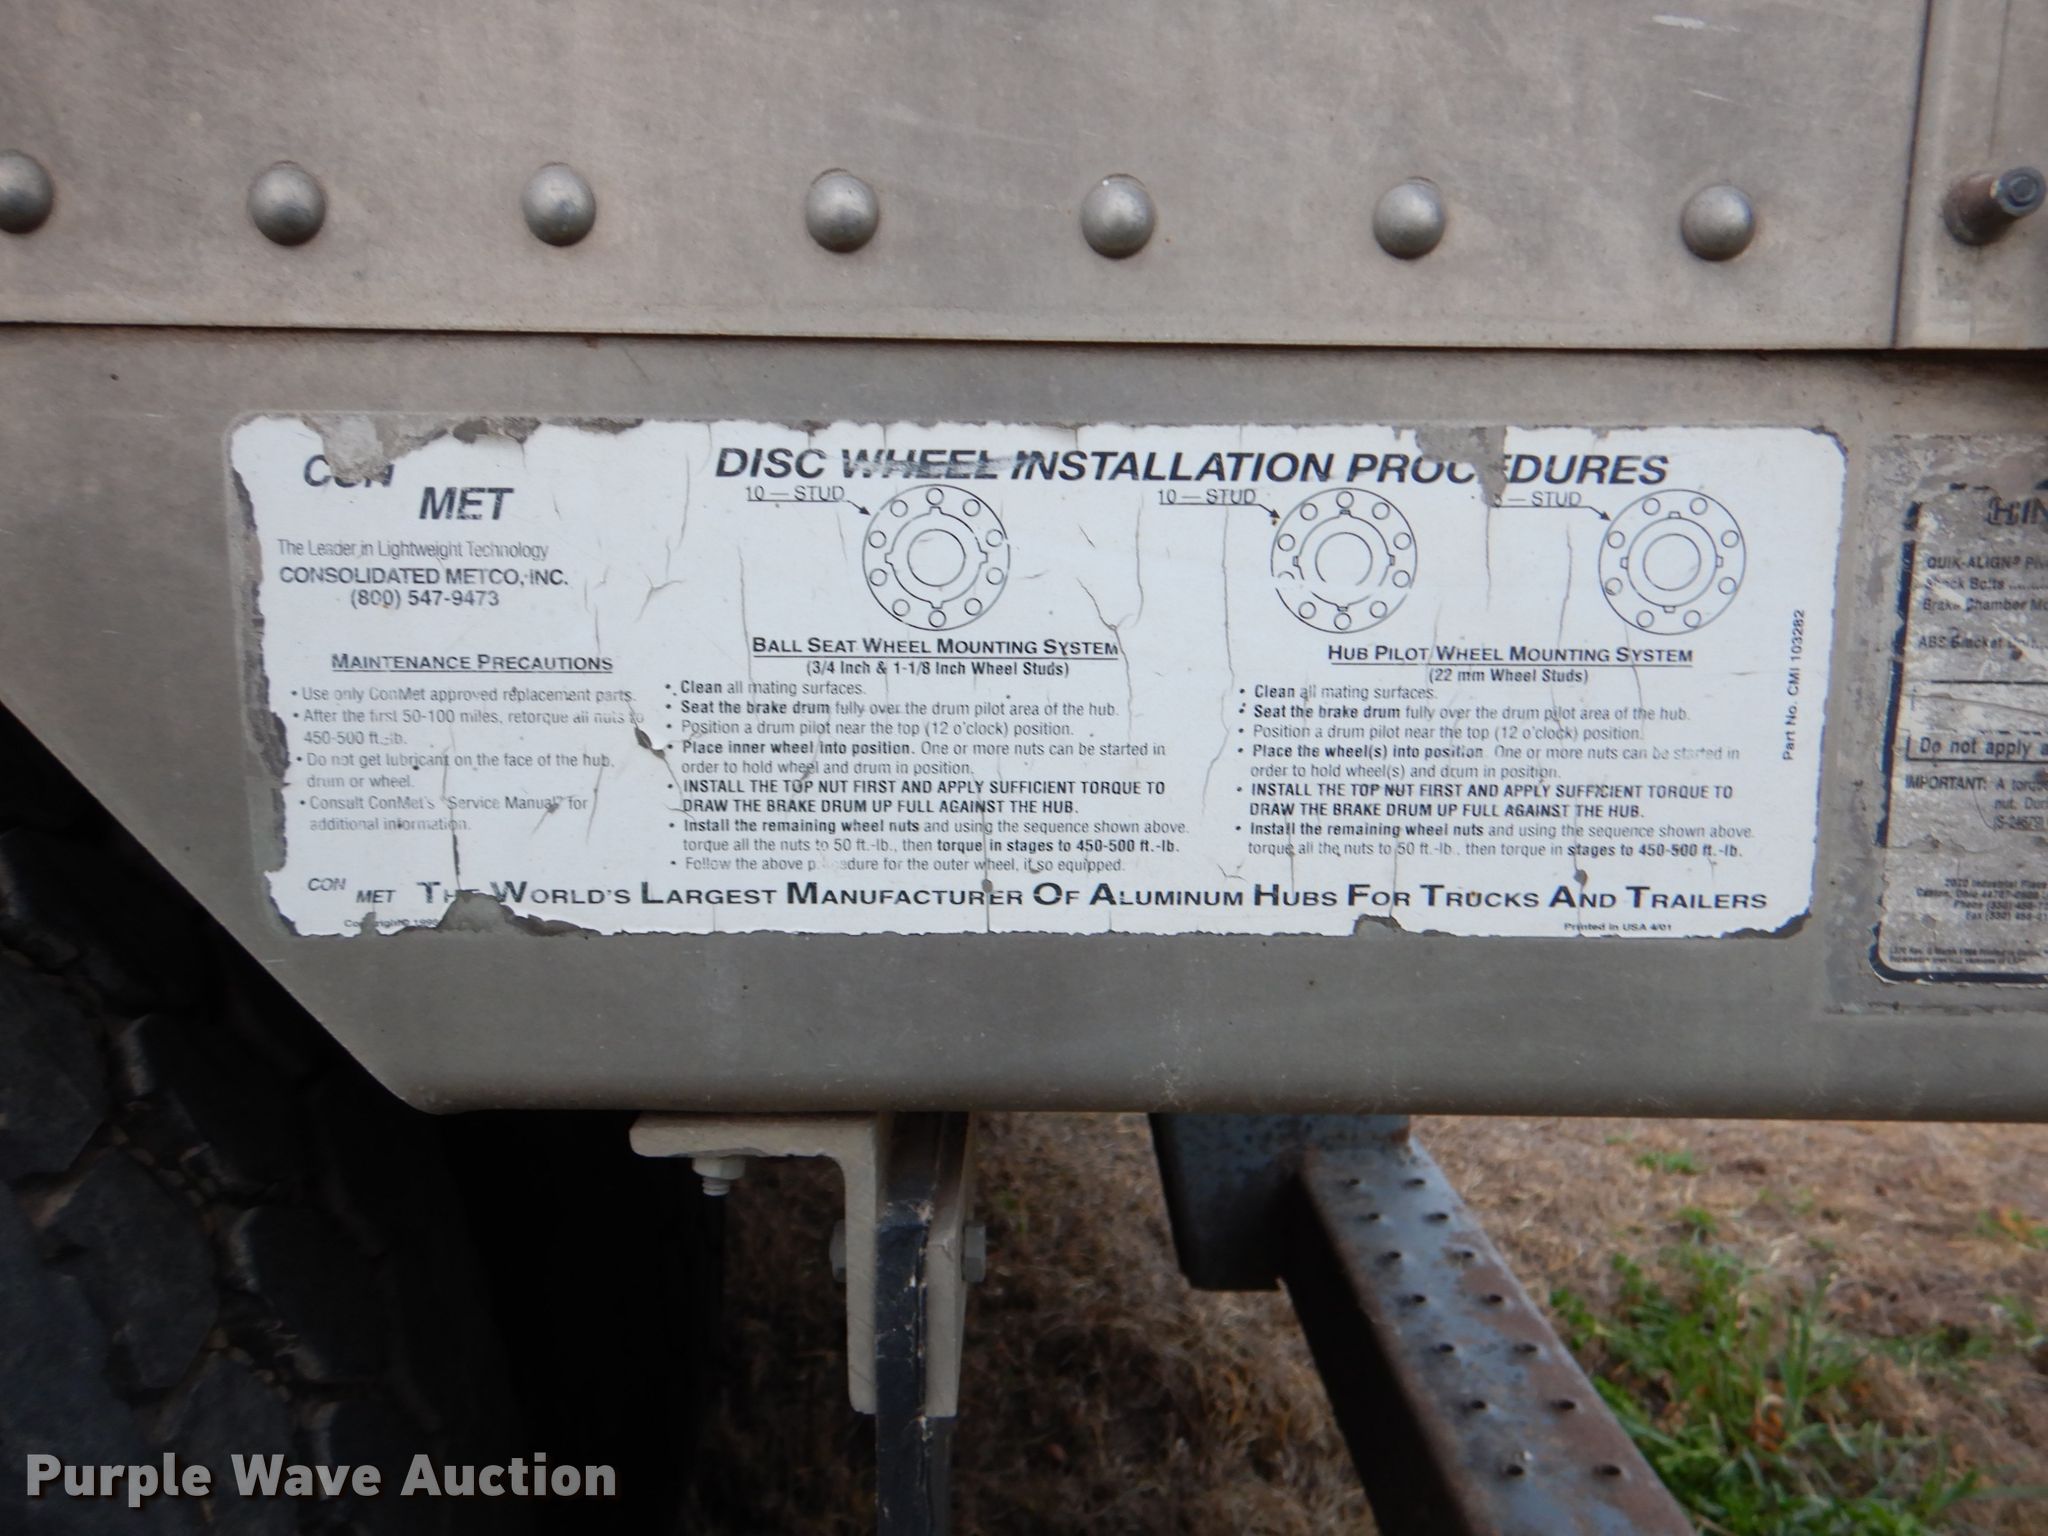 CON
MET
The Leader in Lightweight Technology
CONSOLIDATED METCO, INC.
(800) 547-9473
MAINTENANCE PRECAUTIONS
• Use only ConMet approved replacement parts.
• After the first 50-100 miles, retorque all nuts to
450-500 ft.-lb.
• Do not get lubricant on the face of the hub,
drum or wheel.
• Consult ConMet's "Service Manual" for
additional information.
DISC WHEEL INSTALLATION PROCEDURES
10 — STUD
10 — STUD
— STUD
BALL SEAT WHEEL MOUNTING SYSTEM
(3/4 Inch & 1-1/8 Inch Wheel Studs)
• Clean all mating surfaces.
• Seat the brake drum fully over the drum pilot area of the hub.
• Position a drum pilot near the top (12 o'clock) position.
• Place inner wheel into position. One or more nuts can be started in
order to hold wheel and drum in position.
• INSTALL THE TOP NUT FIRST AND APPLY SUFFICIENT TORQUE TO
DRAW THE BRAKE DRUM UP FULL AGAINST THE HUB.
• Install the remaining wheel nuts and using the sequence shown above.
torque all the nuts to 50 ft.-lb., then torque in stages to 450-500 ft.-lb.
• Follow the above procedure for the outer wheel, if so equipped.
HUB PILOT WHEEL MOUNTING SYSTEM
(22 mm Wheel Studs)
• Clean all mating surfaces.
• Seat the brake drum fully over the drum pilot area of the hub.
• Position a drum pilot near the top (12 o'clock) position.
• Place the wheel(s) into position. One or more nuts can be started in
order to hold wheel(s) and drum in position.
• INSTALL THE TOP NUT FIRST AND APPLY SUFFICIENT TORQUE TO
DRAW THE BRAKE DRUM UP FULL AGAINST THE HUB.
• Install the remaining wheel nuts and using the sequence shown above.
torque all the nuts to 50 ft.-lb., then torque in stages to 450-500 ft.-lb.
Part No. CMI 103282
CON MET THE WORLD'S LARGEST MANUFACTURER OF ALUMINUM HUBS FOR TRUCKS AND TRAILERS
Printed in USA 4/01
QUIK-ALIGN®
Shock Bolts
Brake Chamber
ABS Bracket
Do not apply
IMPORTANT: A
nut.
2020 Industrial Place
Phone
Fax
Purple Wave Auction